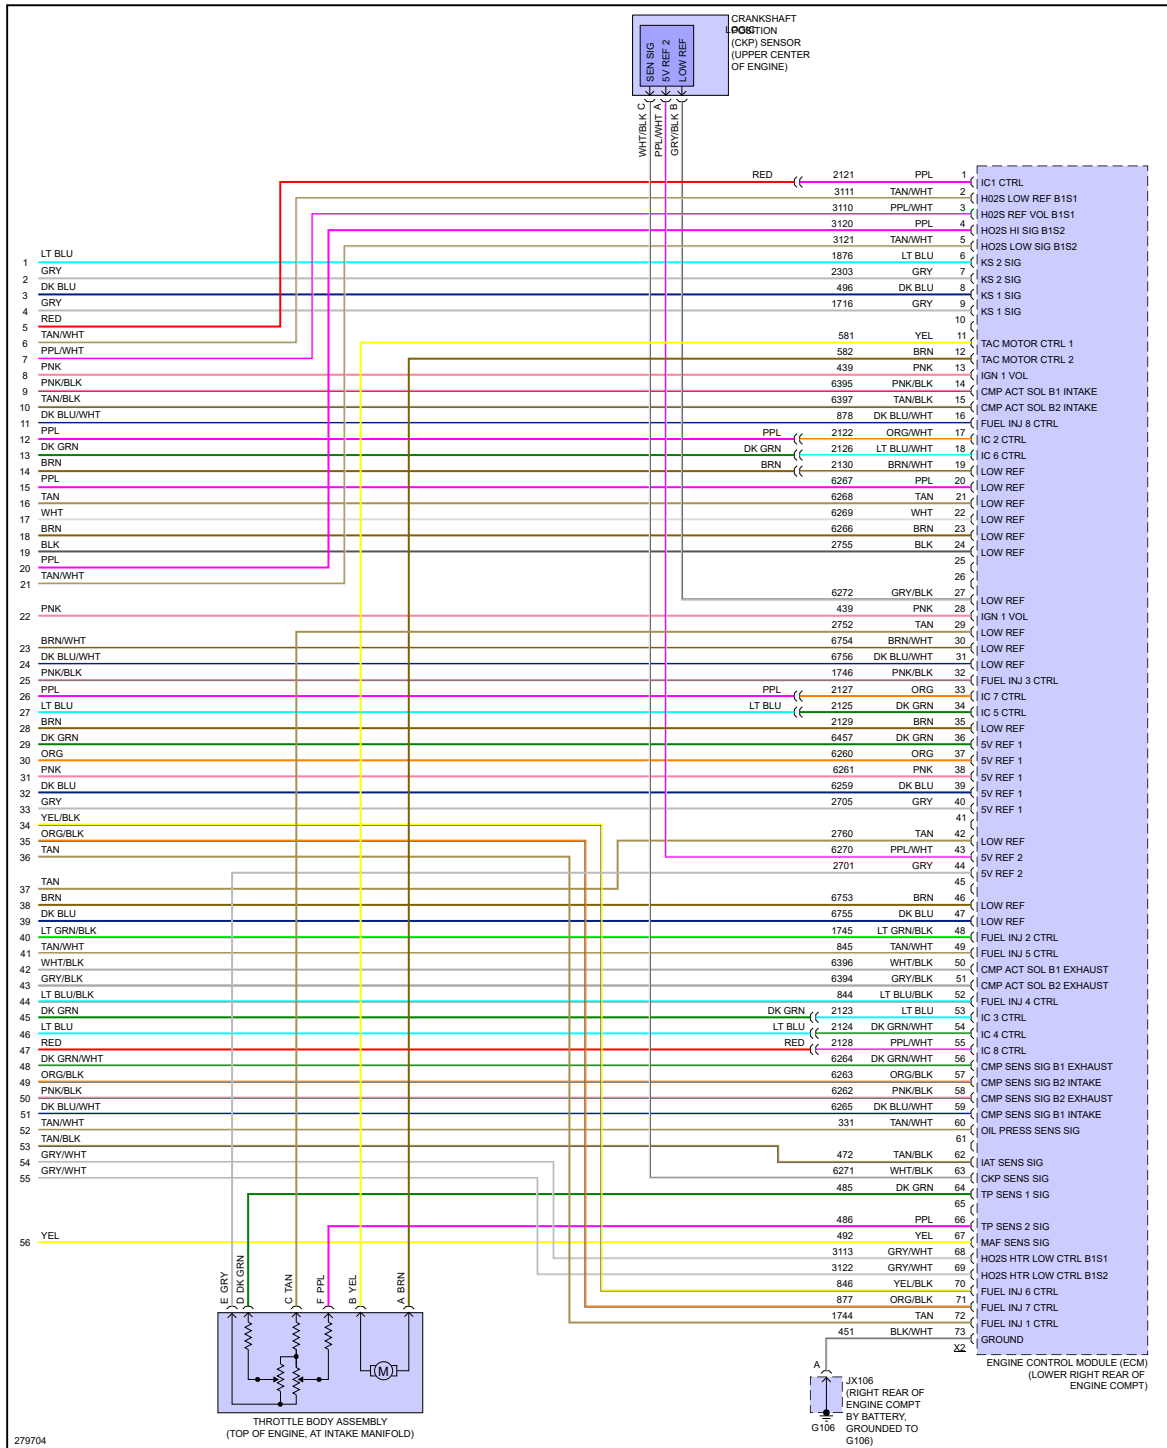 CRANKSHAFT
POSITION
(CKP) SENSOR
(UPPER CENTER
OF ENGINE)
LOGIC
SEN SIG
5V REF 2
LOW REF
WHT/BLK C
PPL/WHT A
GRY/BLK B
RED 2121 PPL 1 IC1 CTRL
3111 TAN/WHT 2 H02S LOW REF B1S1
3110 PPL/WHT 3 H02S REF VOL B1S1
3120 PPL 4 HO2S HI SIG B1S2
3121 TAN/WHT 5 HO2S LOW SIG B1S2
1 LT BLU 1876 LT BLU 6 KS 2 SIG
2 GRY 2303 GRY 7 KS 2 SIG
3 DK BLU 496 DK BLU 8 KS 1 SIG
4 GRY 1716 GRY 9 KS 1 SIG
5 RED 10
6 TAN/WHT 581 YEL 11 TAC MOTOR CTRL 1
7 PPL/WHT 582 BRN 12 TAC MOTOR CTRL 2
8 PNK 439 PNK 13 IGN 1 VOL
9 PNK/BLK 6395 PNK/BLK 14 CMP ACT SOL B1 INTAKE
10 TAN/BLK 6397 TAN/BLK 15 CMP ACT SOL B2 INTAKE
11 DK BLU/WHT 878 DK BLU/WHT 16 FUEL INJ 8 CTRL
12 PPL PPL 2122 ORG/WHT 17 IC 2 CTRL
13 DK GRN DK GRN 2126 LT BLU/WHT 18 IC 6 CTRL
14 BRN BRN 2130 BRN/WHT 19 LOW REF
15 PPL 6267 PPL 20 LOW REF
16 TAN 6268 TAN 21 LOW REF
17 WHT 6269 WHT 22 LOW REF
18 BRN 6266 BRN 23 LOW REF
19 BLK 2755 BLK 24 LOW REF
20 PPL 25
21 TAN/WHT 26
6272 GRY/BLK 27 LOW REF
22 PNK 439 PNK 28 IGN 1 VOL
2752 TAN 29 LOW REF
23 BRN/WHT 6754 BRN/WHT 30 LOW REF
24 DK BLU/WHT 6756 DK BLU/WHT 31 LOW REF
25 PNK/BLK 1746 PNK/BLK 32 FUEL INJ 3 CTRL
26 PPL PPL 2127 ORG 33 IC 7 CTRL
27 LT BLU LT BLU 2125 DK GRN 34 IC 5 CTRL
28 BRN 2129 BRN 35 LOW REF
29 DK GRN 6457 DK GRN 36 5V REF 1
30 ORG 6260 ORG 37 5V REF 1
31 PNK 6261 PNK 38 5V REF 1
32 DK BLU 6259 DK BLU 39 5V REF 1
33 GRY 2705 GRY 40 5V REF 1
34 YEL/BLK 41
35 ORG/BLK 2760 TAN 42 LOW REF
36 TAN 6270 PPL/WHT 43 5V REF 2
2701 GRY 44 5V REF 2
37 TAN 45
38 BRN 6753 BRN 46 LOW REF
39 DK BLU 6755 DK BLU 47 LOW REF
40 LT GRN/BLK 1745 LT GRN/BLK 48 FUEL INJ 2 CTRL
41 TAN/WHT 845 TAN/WHT 49 FUEL INJ 5 CTRL
42 WHT/BLK 6396 WHT/BLK 50 CMP ACT SOL B1 EXHAUST
43 GRY/BLK 6394 GRY/BLK 51 CMP ACT SOL B2 EXHAUST
44 LT BLU/BLK 844 LT BLU/BLK 52 FUEL INJ 4 CTRL
45 DK GRN DK GRN 2123 LT BLU 53 IC 3 CTRL
46 LT BLU LT BLU 2124 DK GRN/WHT 54 IC 4 CTRL
47 RED RED 2128 PPL/WHT 55 IC 8 CTRL
48 DK GRN/WHT 6264 DK GRN/WHT 56 CMP SENS SIG B1 EXHAUST
49 ORG/BLK 6263 ORG/BLK 57 CMP SENS SIG B2 INTAKE
50 PNK/BLK 6262 PNK/BLK 58 CMP SENS SIG B2 EXHAUST
51 DK BLU/WHT 6265 DK BLU/WHT 59 CMP SENS SIG B1 INTAKE
52 TAN/WHT 331 TAN/WHT 60 OIL PRESS SENS SIG
53 TAN/BLK 61
54 GRY/WHT 472 TAN/BLK 62 IAT SENS SIG
55 GRY/WHT 6271 WHT/BLK 63 CKP SENS SIG
485 DK GRN 64 TP SENS 1 SIG
65
486 PPL 66 TP SENS 2 SIG
56 YEL 492 YEL 67 MAF SENS SIG
3113 GRY/WHT 68 HO2S HTR LOW CTRL B1S1
3122 GRY/WHT 69 HO2S HTR LOW CTRL B1S2
846 YEL/BLK 70 FUEL INJ 6 CTRL
877 ORG/BLK 71 FUEL INJ 7 CTRL
1744 TAN 72 FUEL INJ 1 CTRL
451 BLK/WHT 73 GROUND
X2
ENGINE CONTROL MODULE (ECM)
(LOWER RIGHT REAR OF
ENGINE COMPT)
E GRY
D DK GRN
C TAN
F PPL
B YEL
A BRN
M
THROTTLE BODY ASSEMBLY
(TOP OF ENGINE, AT INTAKE MANIFOLD)
A
JX106
(RIGHT REAR OF
ENGINE COMPT
BY BATTERY,
GROUNDED TO
G106)
G106
279704